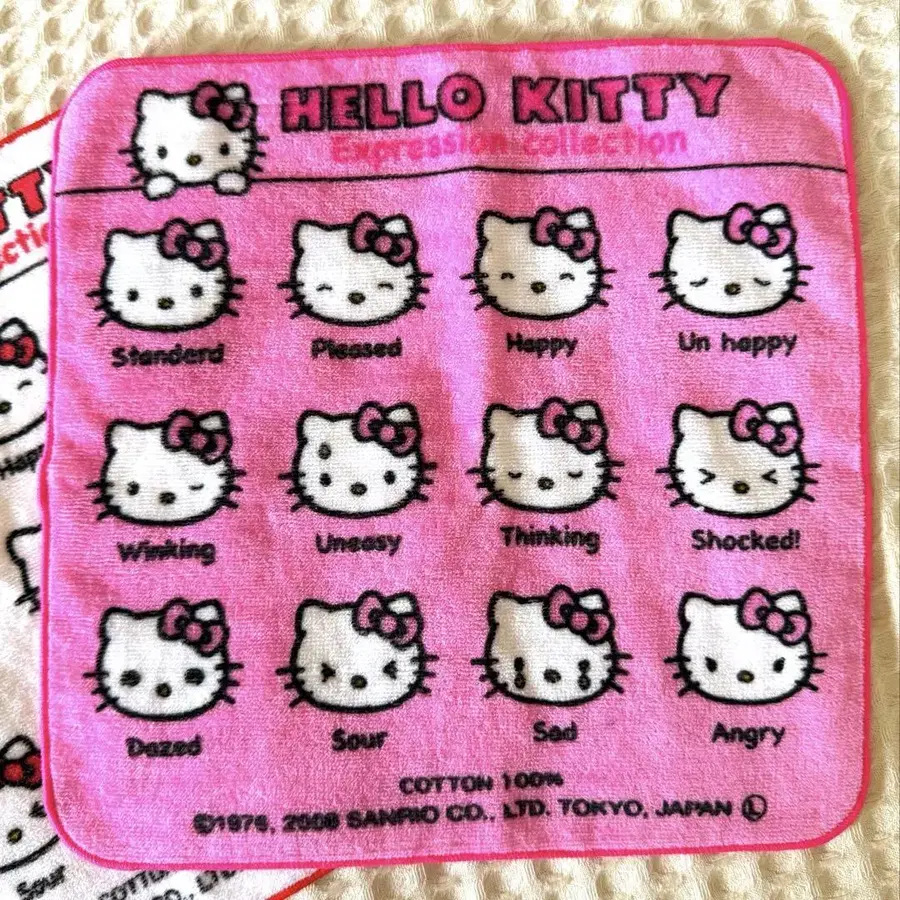 HELLO KITTY
Expression collection
Standerd
Pleased
Happy
Un happy
Winking
Uneasy
Thinking
Shocked!
Dazed
Sour
Sad
Angry
COTTON 100%
©1976, 2008 SANRIO CO., LTD. TOKYO, JAPAN Ⓛ
Sour